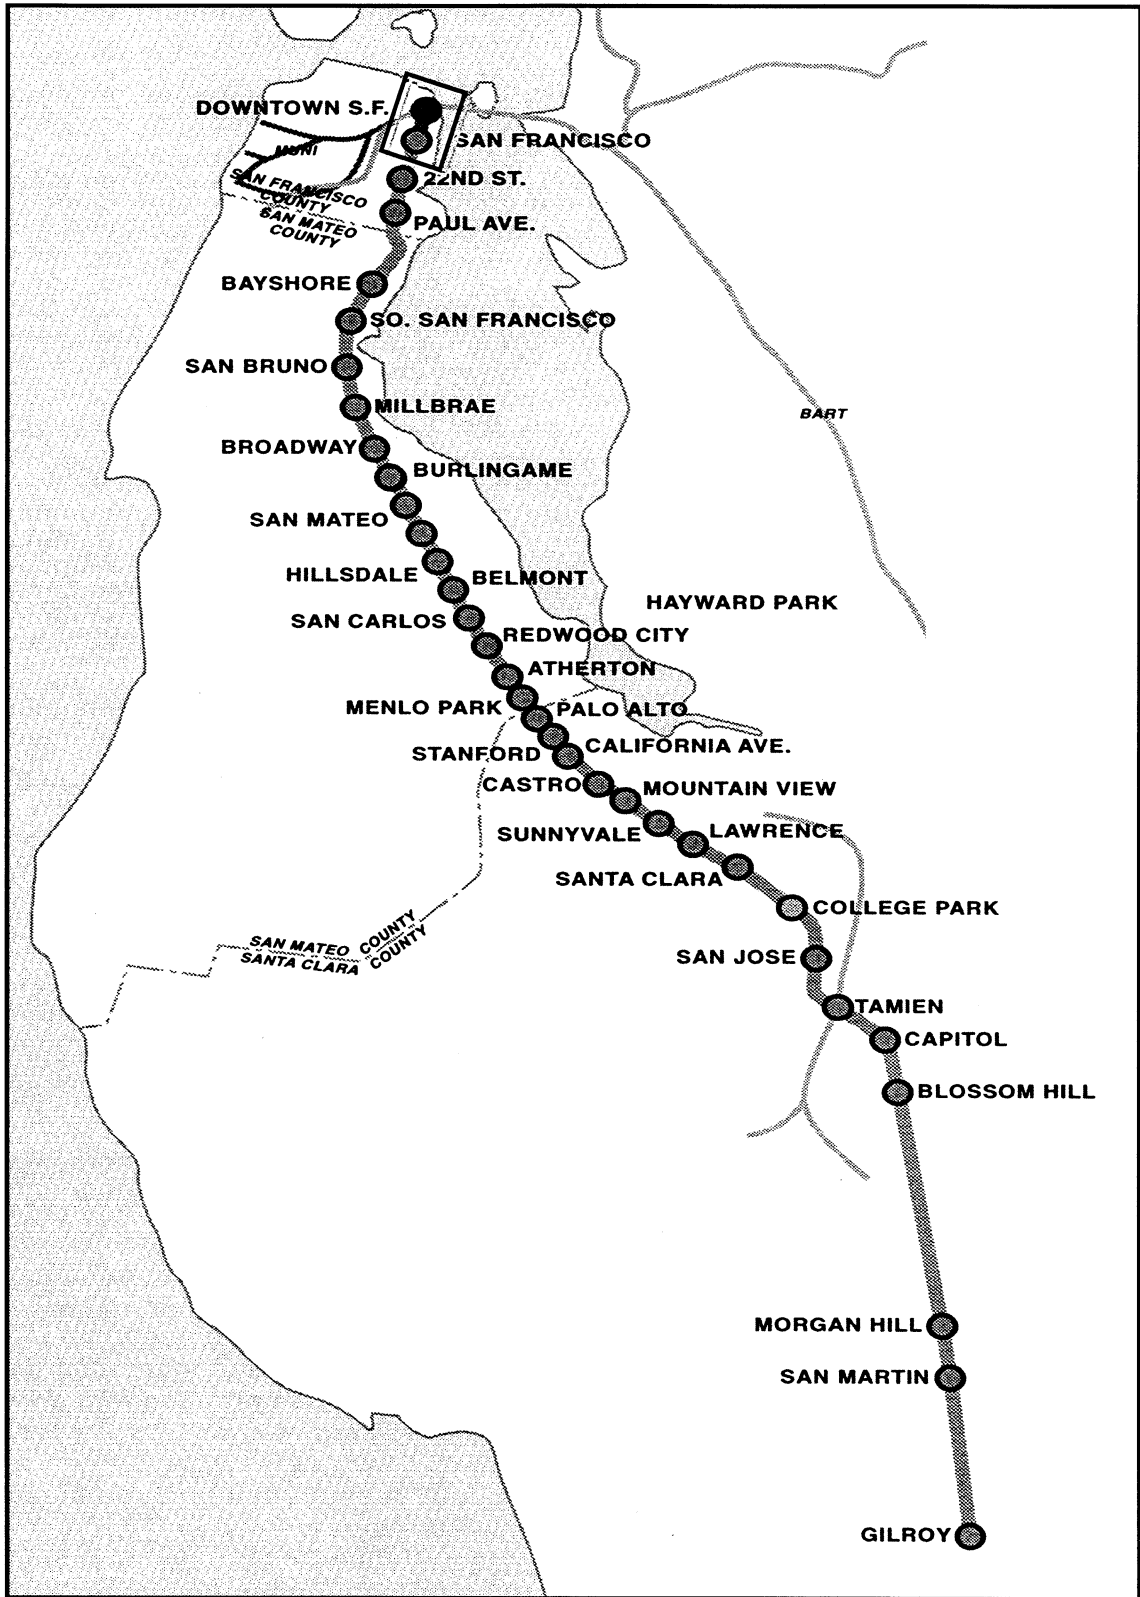 DOWNTOWN S.F.
SAN FRANCISCO
MUNI
22ND ST.
SAN FRANCISCO
COUNTY
SAN MATEO
COUNTY
PAUL AVE.
BAYSHORE
SO. SAN FRANCISCO
SAN BRUNO
MILLBRAE
BART
BROADWAY
BURLINGAME
SAN MATEO
HILLSDALE
BELMONT
HAYWARD PARK
SAN CARLOS
REDWOOD CITY
ATHERTON
MENLO PARK
PALO ALTO
CALIFORNIA AVE.
STANFORD
CASTRO
MOUNTAIN VIEW
SUNNYVALE
LAWRENCE
SANTA CLARA
COLLEGE PARK
SAN MATEO COUNTY
SANTA CLARA COUNTY
SAN JOSE
TAMIEN
CAPITOL
BLOSSOM HILL
MORGAN HILL
SAN MARTIN
GILROY